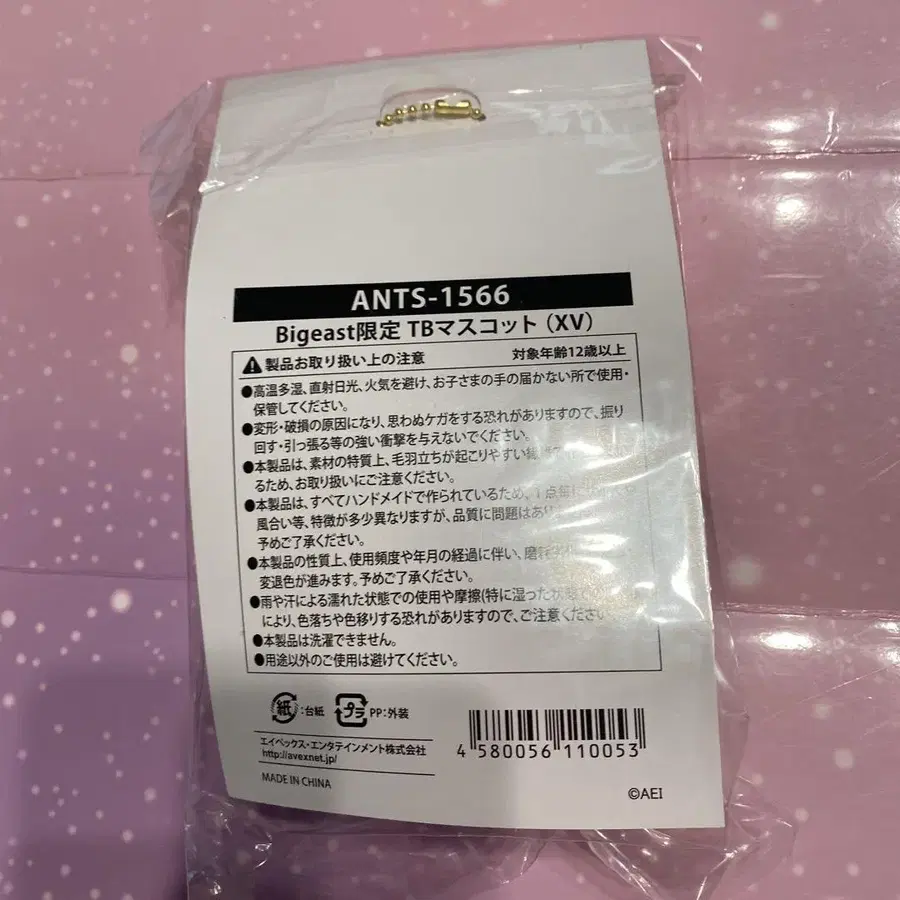 ANTS-1566
Bigeast限定 TBマスコット（XV）
製品お取り扱い上の注意 対象年齢12歳以上
●高温多湿、直射日光、火気を避け、お子さまの手の届かない所で使用・
保管してください。
●変形・破損の原因になり、思わぬケガをする恐れがありますので、振り
回す・引っ張る等の強い衝撃を与えないでください。
●本製品は、素材の特質上、毛羽立ちが起こりやすい
るため、お取り扱いにご注意ください。
●本製品は、すべてハンドメイドで作られているため、1点
風合い等、特徴が多少異なりますが、品質に問題はあり
予めご了承ください。
●本製品の性質上、使用頻度や年月の経過に伴い、
変退色が進みます。予めご了承ください。
●雨や汗による濡れた状態での使用や摩擦(特に湿った状態での
により、色落ちや色移りする恐れがありますので、ご注意ください
●本製品は洗濯できません。
●用途以外のご使用は避けてください。
紙 :台紙 プラ PP:外装
エイベックス・エンタテインメント株式会社
http://avexnet.jp/
MADE IN CHINA
4 580056 110053
©AEI